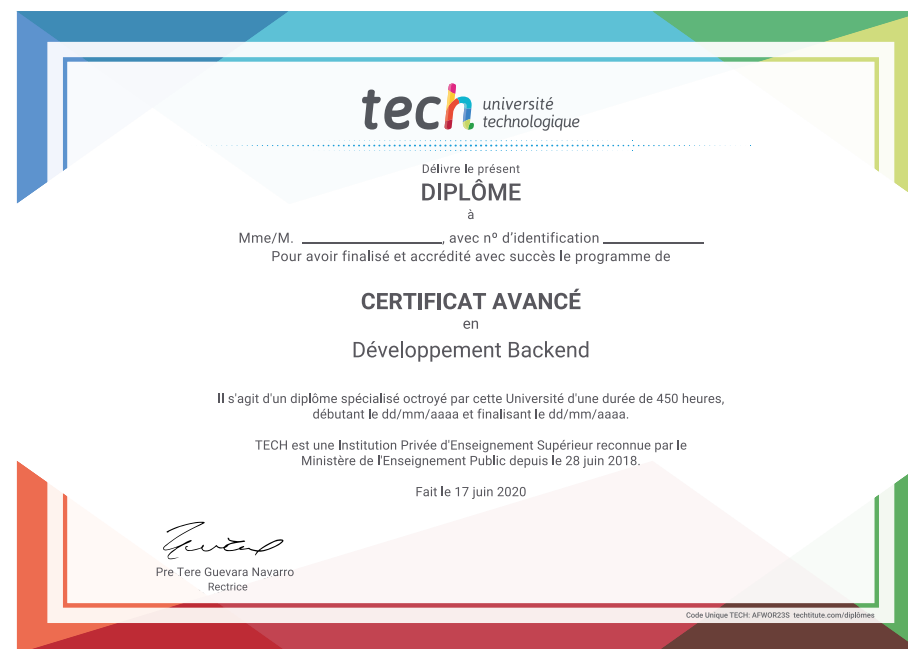 tech université
technologique
Délivre le présent
DIPLÔME
à
Mme/M. ____________________, avec nº d'identification ______________
Pour avoir finalisé et accrédité avec succès le programme de
CERTIFICAT AVANCÉ
en
Développement Backend
Il s'agit d'un diplôme spécialisé octroyé par cette Université d'une durée de 450 heures,
débutant le dd/mm/aaaa et finalisant le dd/mm/aaaa.
TECH est une Institution Privée d'Enseignement Supérieur reconnue par le
Ministère de l'Enseignement Public depuis le 28 juin 2018.
Fait le 17 juin 2020
Pre Tere Guevara Navarro
Rectrice
Code Unique TECH: AFWOR23S techtitute.com/diplômes